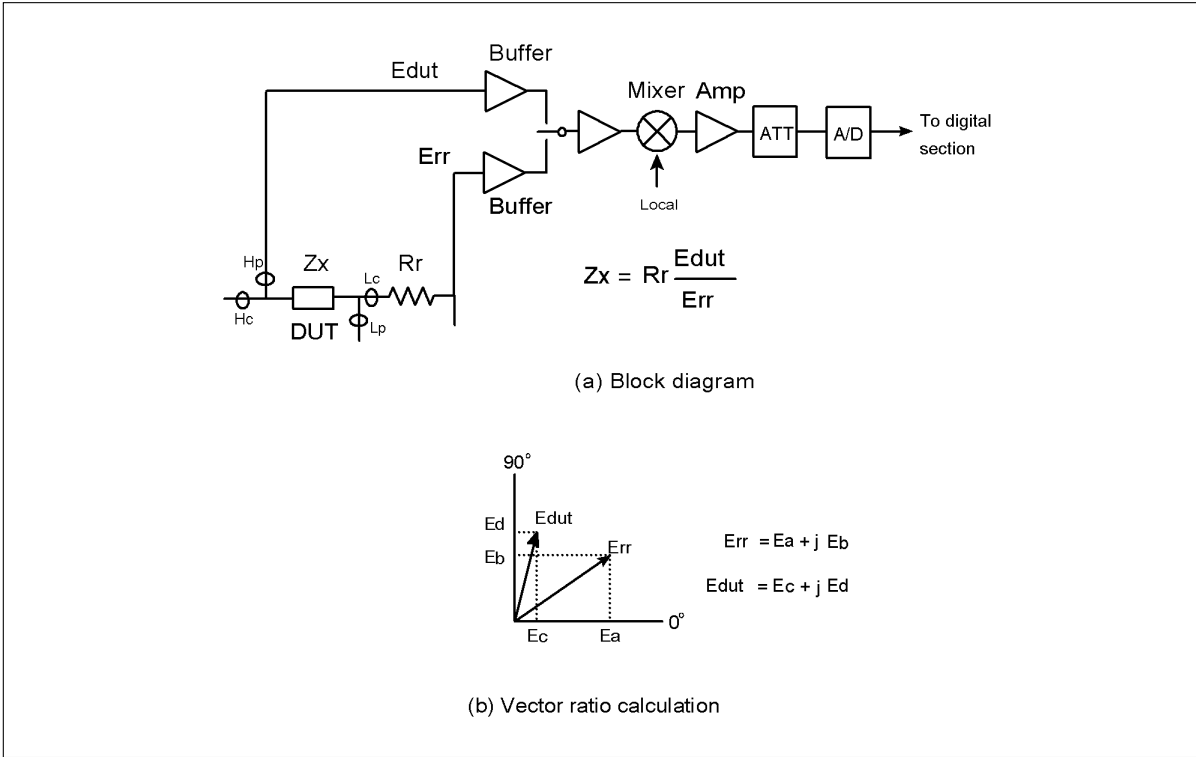 Buffer
Edut
Mixer Amp
ATT
A/D
To digital
section
Err
Buffer
Local
Hp
Zx
Lc
Rr
Hc
DUT
Lp
Zx = Rr Edut
Err
(a) Block diagram
90°
Ed
Edut
Eb
Err
Err = Ea + j Eb
Edut = Ec + j Ed
0°
Ec
Ea
(b) Vector ratio calculation